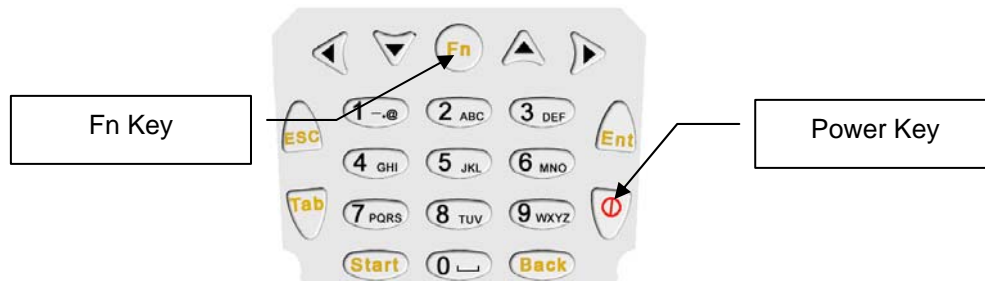 Fn
Fn Key
1 -.@ 2 ABC 3 DEF
ESC
Ent
Power Key
4 GHI 5 JKL 6 MNO
Tab
7 PQRS 8 TUV 9 WXYZ
Start 0 Back